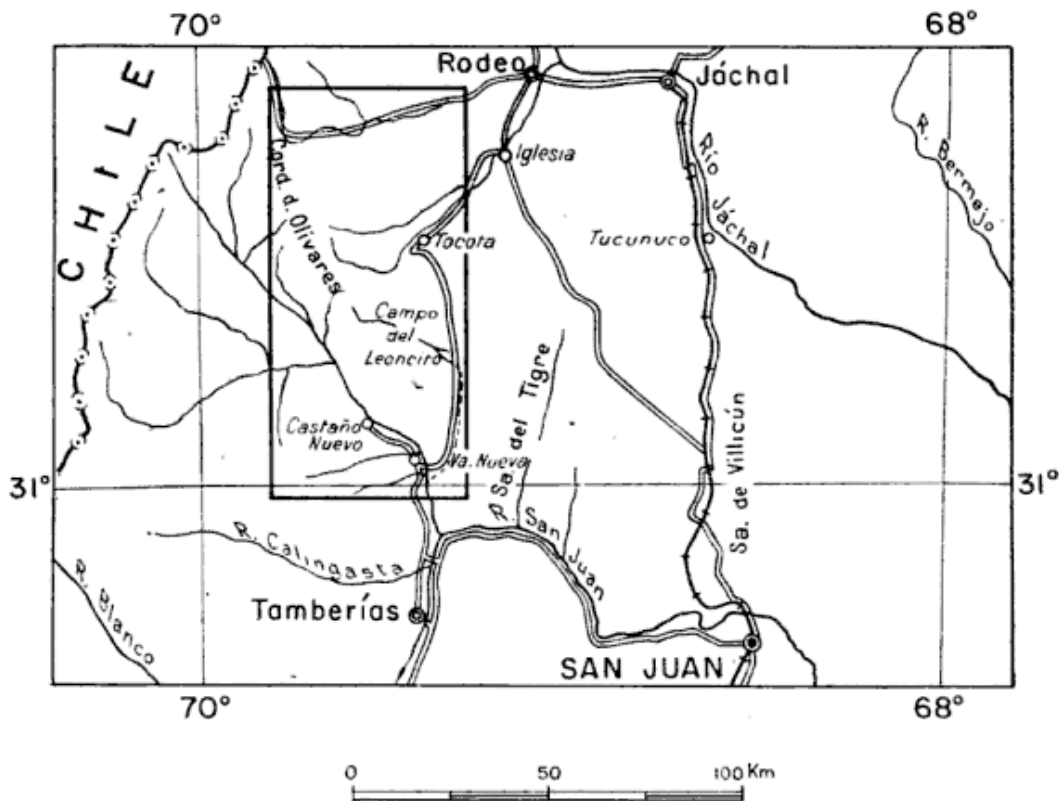 70°
68°
CHILE
Rodeo
Jáchal
Iglesia
R. Bermejo
Cord. d. Olivares
Río Jáchal
Tocota
Tucunuco
Campo
del
Leoncito
Sa. del Tigre
Castaño
Nuevo
Va. Nueva
Sa. de Villicún
31°
31°
R. San Juan
R. Calingasta
R. Blanco
Tamberías
SAN JUAN
70°
68°
0 50 100 Km